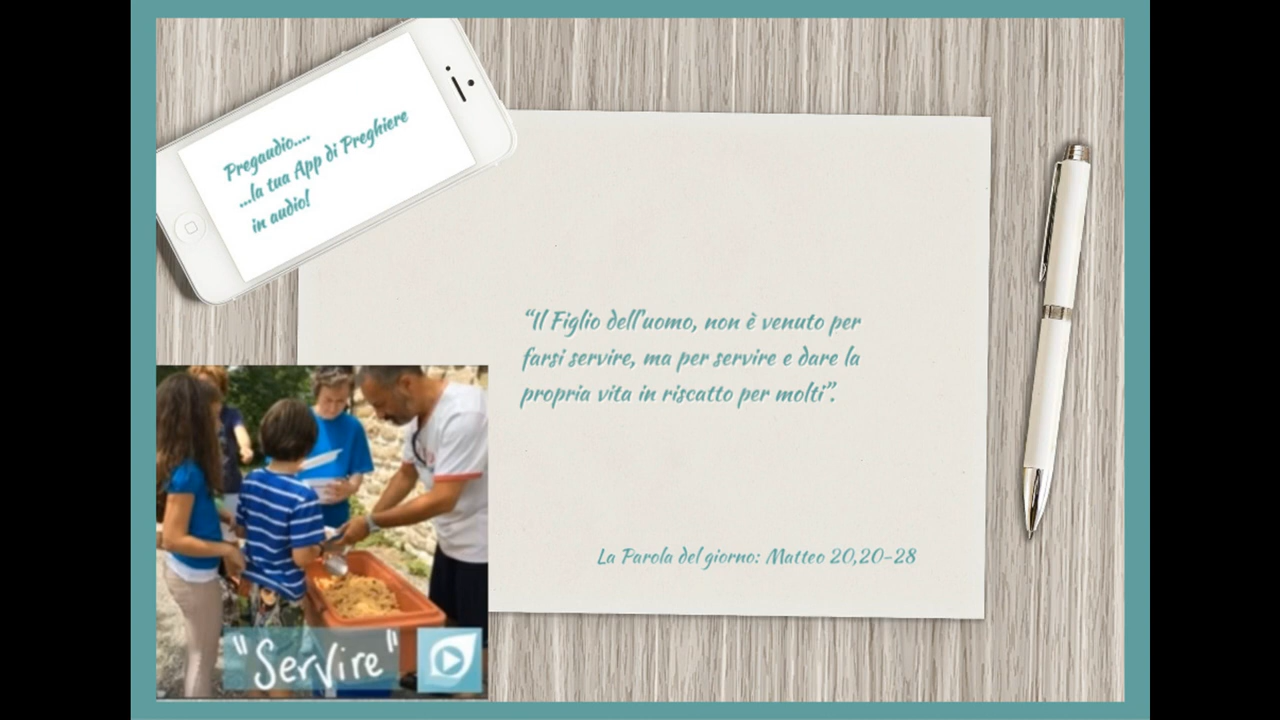 Pregaudio....
...la tua App di Preghiere
in audio!
“Il Figlio dell’uomo, non è venuto per
farsi servire, ma per servire e dare la
propria vita in riscatto per molti”.
La Parola del giorno: Matteo 20,20-28
"Servire"